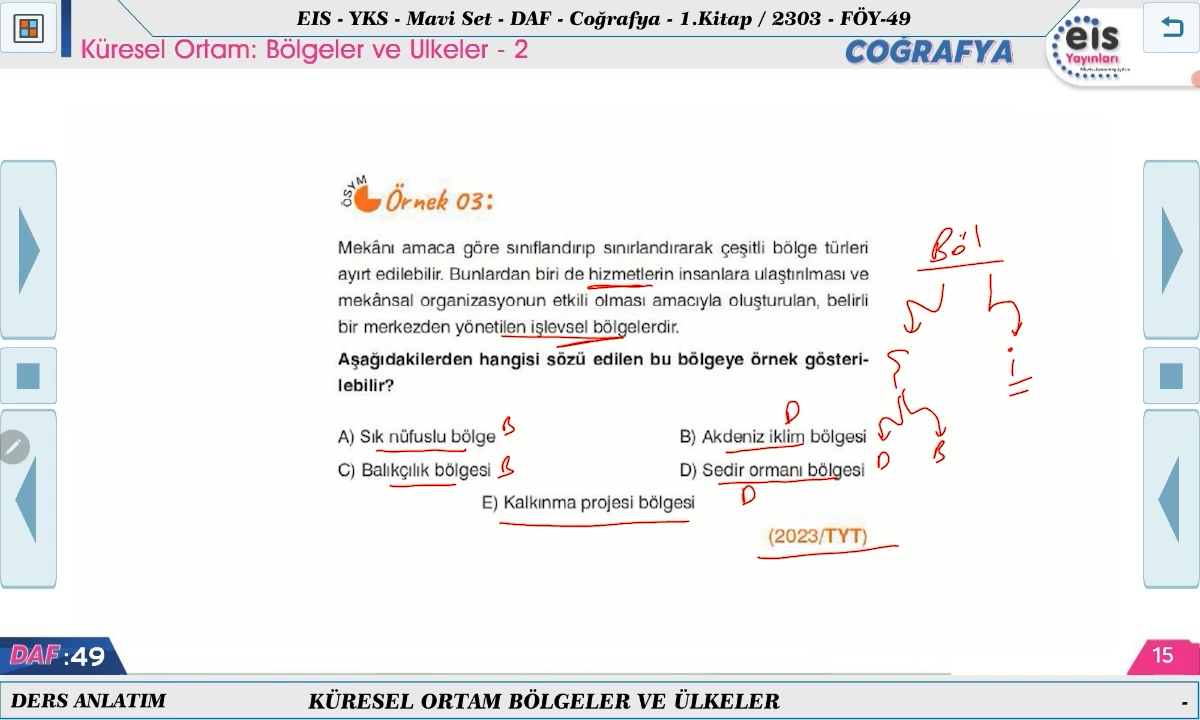 EIS - YKS - Mavi Set - DAF - Coğrafya - 1.Kitap / 2303 - FÖY-49
Küresel Ortam: Bölgeler ve Ülkeler - 2
COĞRAFYA
eis
Yayınları
ÖSYM
Örnek 03:
Mekânı amaca göre sınıflandırıp sınırlandırarak çeşitli bölge türleri
ayırt edilebilir. Bunlardan biri de hizmetlerin insanlara ulaştırılması ve
mekânsal organizasyonun etkili olması amacıyla oluşturulan, belirli
bir merkezden yönetilen işlevsel bölgelerdir.
Aşağıdakilerden hangisi sözü edilen bu bölgeye örnek gösteri-
lebilir?
A) Sık nüfuslu bölge B
B) Akdeniz iklim bölgesi D
C) Balıkçılık bölgesi B
D) Sedir ormanı bölgesi D
E) Kalkınma projesi bölgesi
(2023/TYT)
Böl
Ş i
D B
DAF :49
15
DERS ANLATIM
KÜRESEL ORTAM BÖLGELER VE ÜLKELER
-